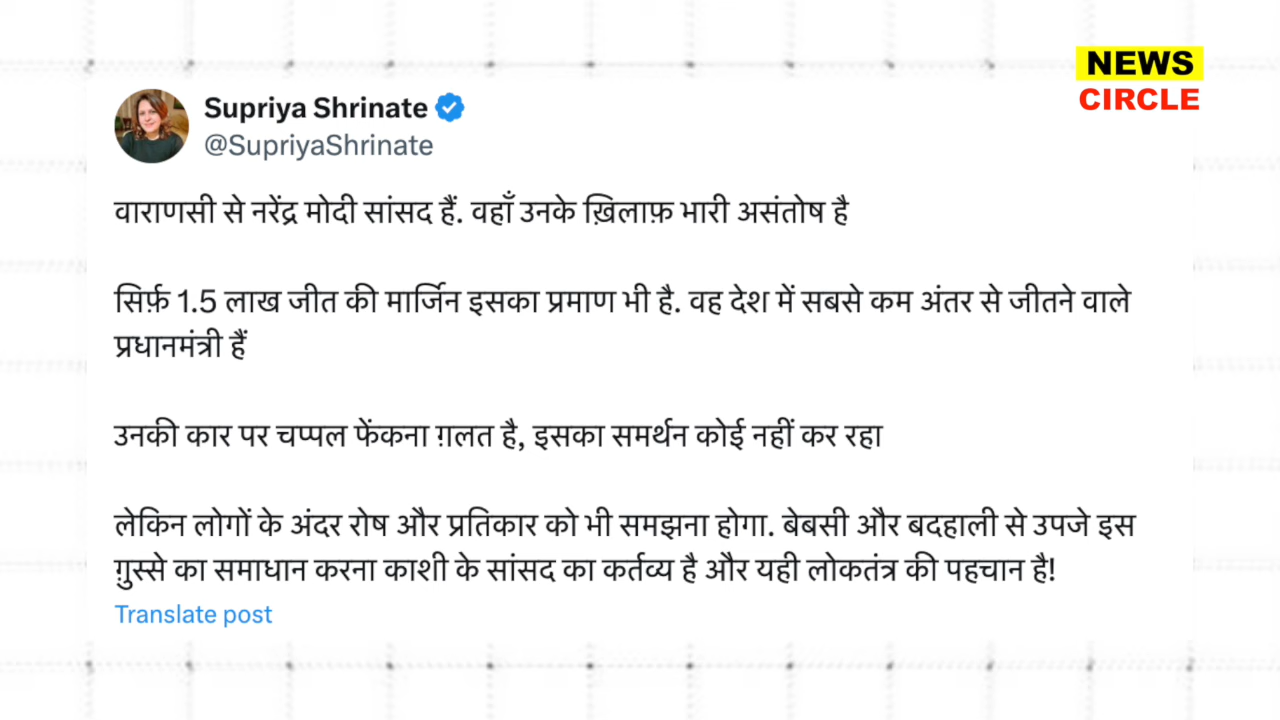 NEWS
CIRCLE
Supriya Shrinate
@SupriyaShrinate
वाराणसी से नरेंद्र मोदी सांसद हैं. वहाँ उनके ख़िलाफ़ भारी असंतोष है
सिर्फ़ 1.5 लाख जीत की मार्जिन इसका प्रमाण भी है. वह देश में सबसे कम अंतर से जीतने वाले
प्रधानमंत्री हैं
उनकी कार पर चप्पल फेंकना ग़लत है, इसका समर्थन कोई नहीं कर रहा
लेकिन लोगों के अंदर रोष और प्रतिकार को भी समझना होगा. बेबसी और बदहाली से उपजे इस
ग़ुस्से का समाधान करना काशी के सांसद का कर्तव्य है और यही लोकतंत्र की पहचान है!
Translate post